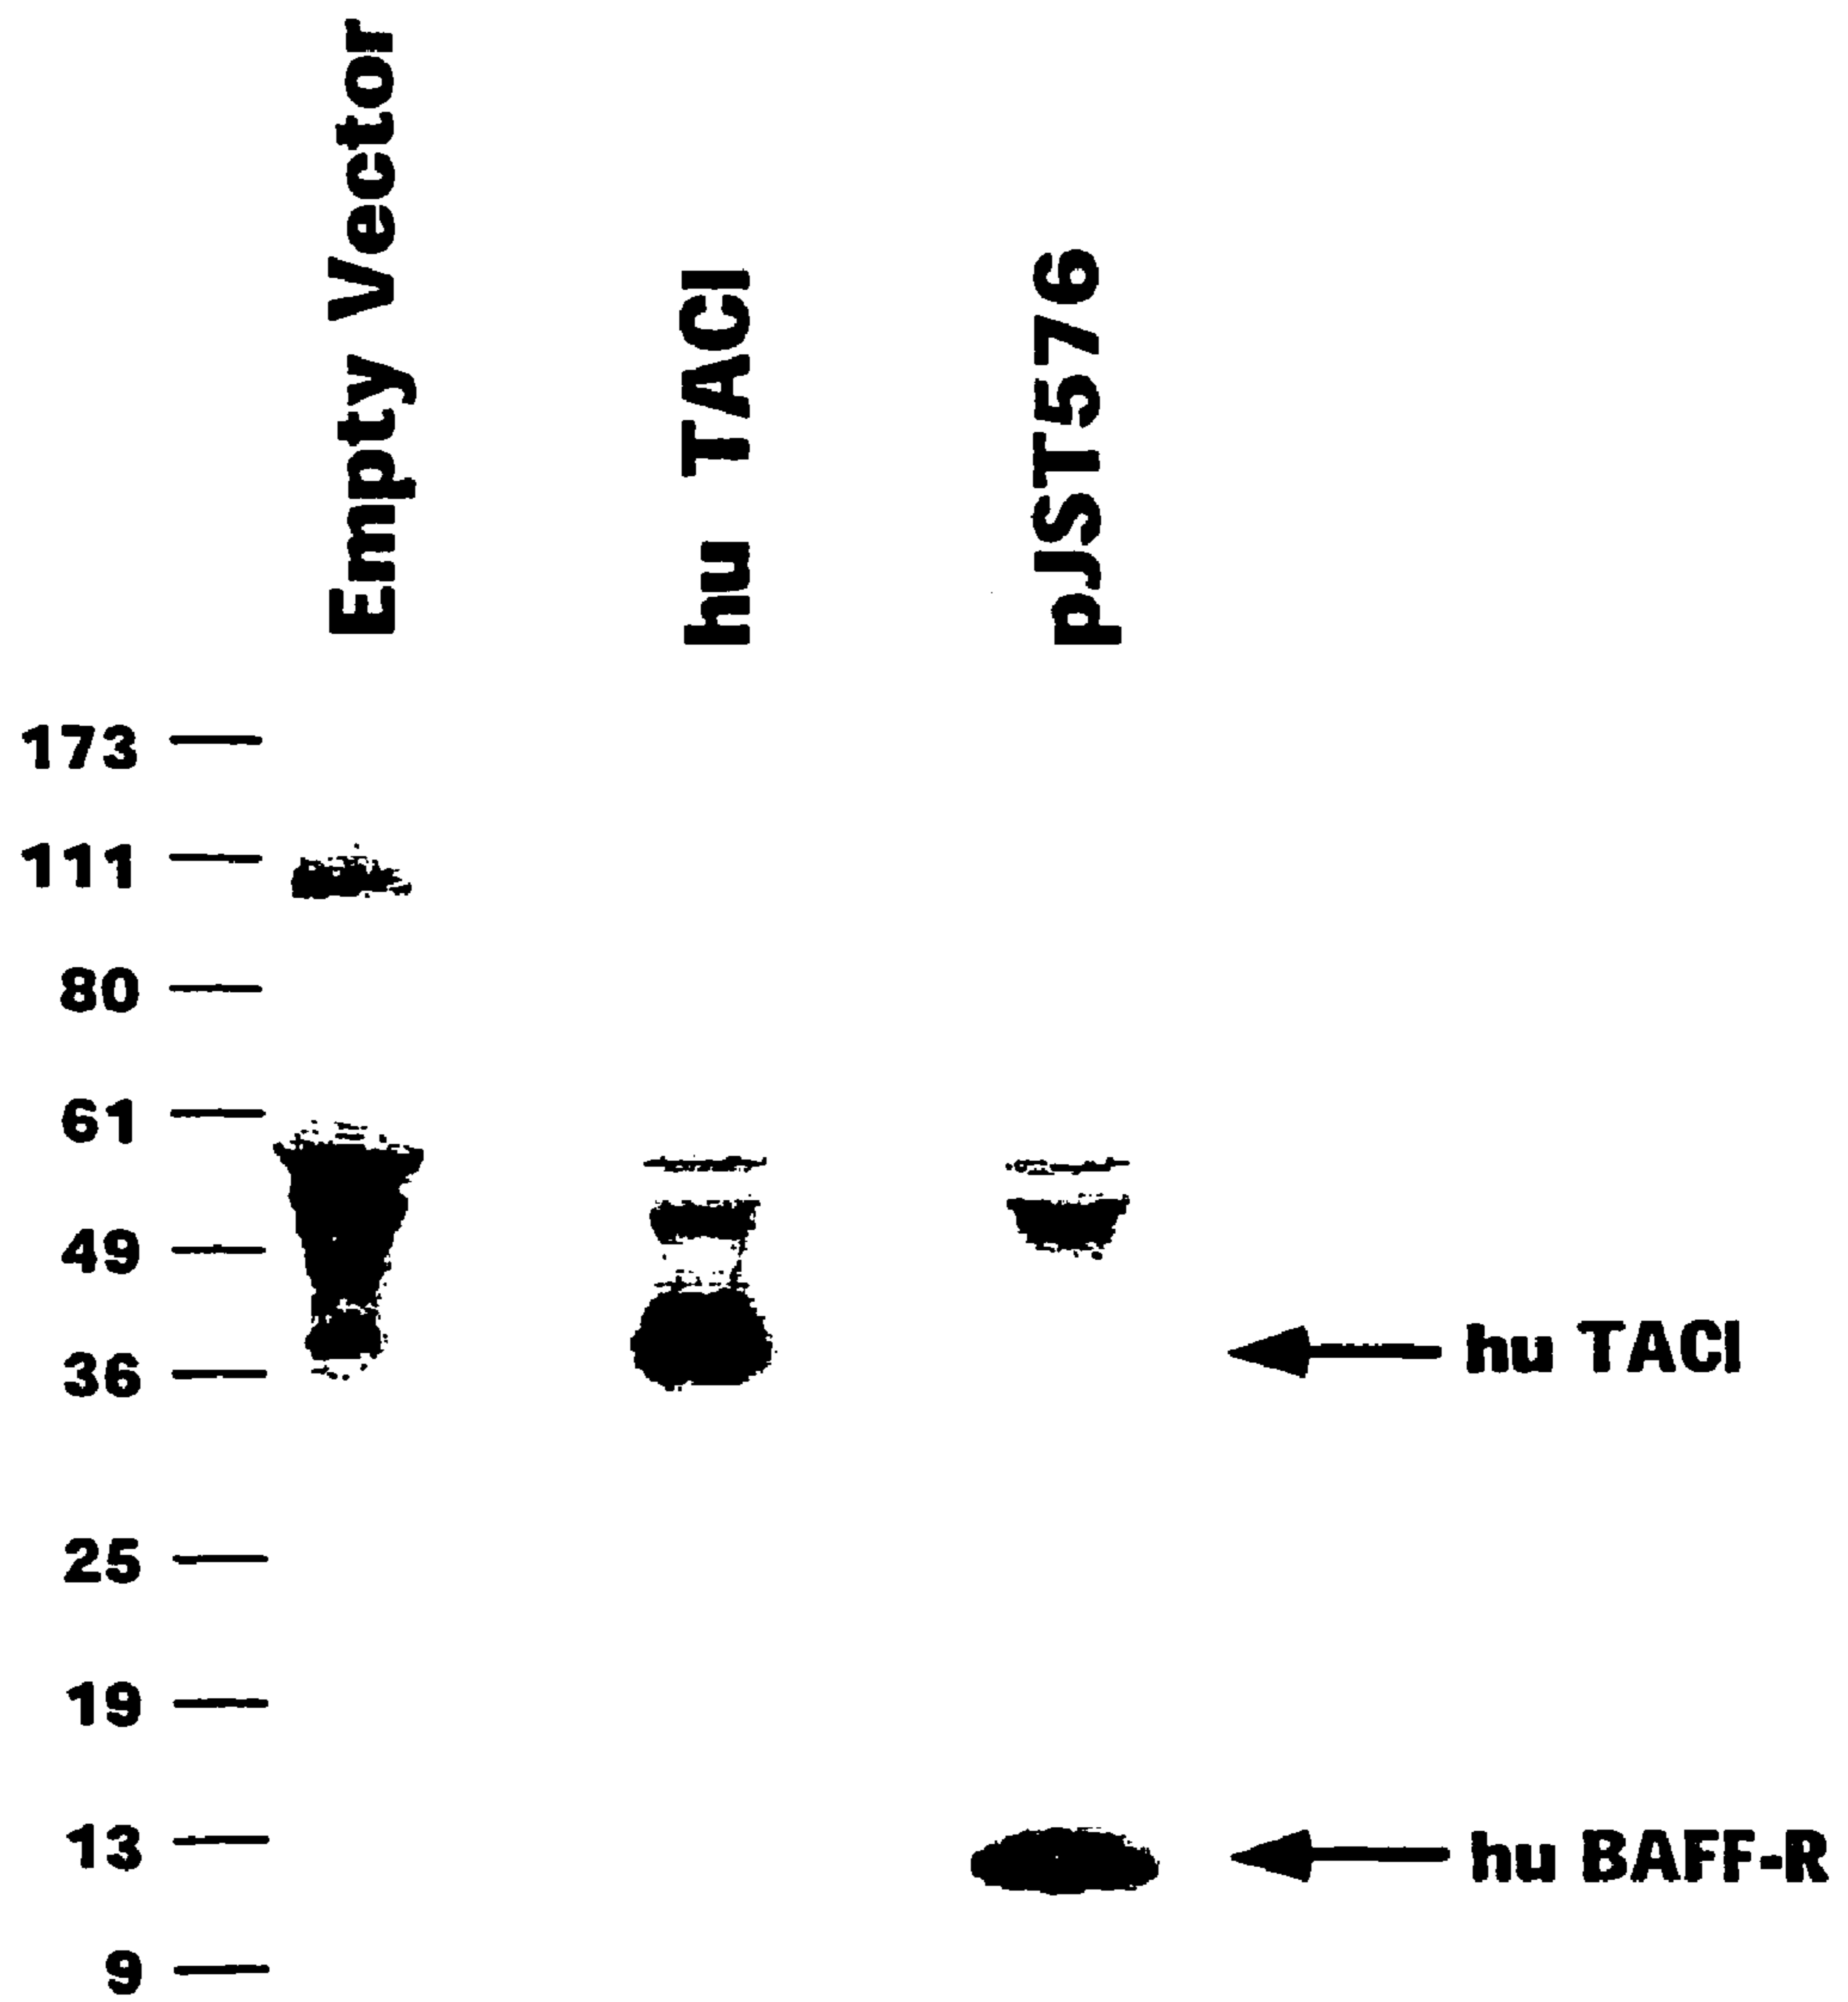 Empty Vector
hu TACI
pJST576
173
111
80
61
49
36
25
19
13
9
hu TACI
hu BAFF-R